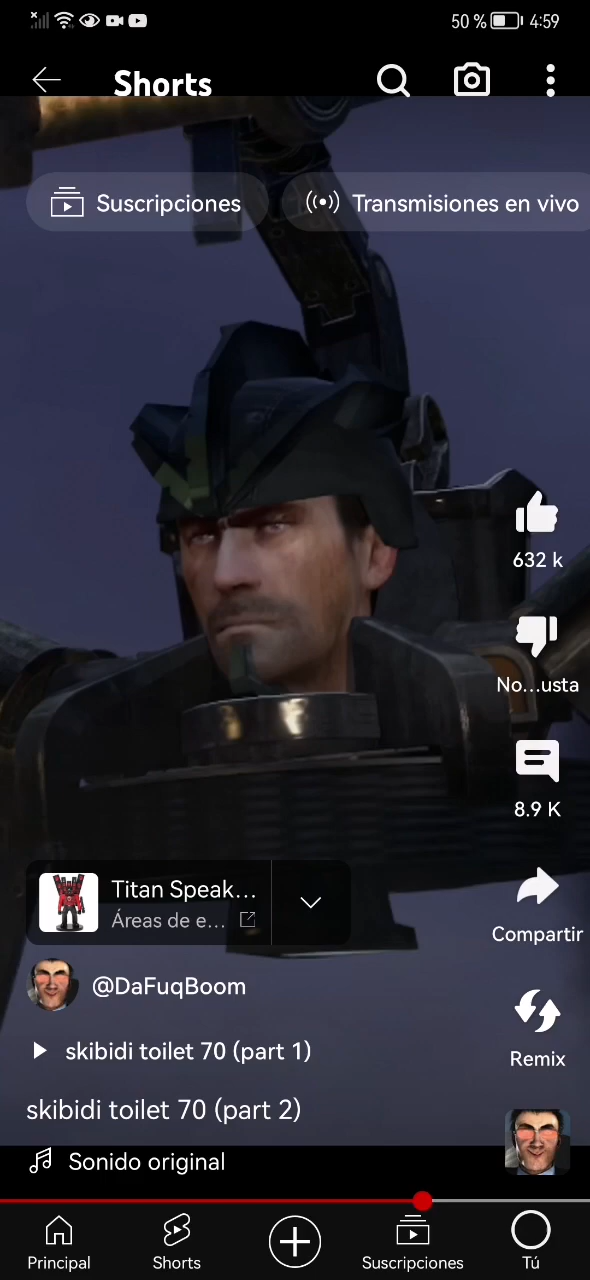 50 % 4:59
Shorts
Suscripciones
Transmisiones en vivo
632 k
No...usta
8.9 K
Titan Speak...
Áreas de e...
Compartir
@DaFuqBoom
skibidi toilet 70 (part 1)
Remix
skibidi toilet 70 (part 2)
Sonido original
Principal
Shorts
Suscripciones
Tú